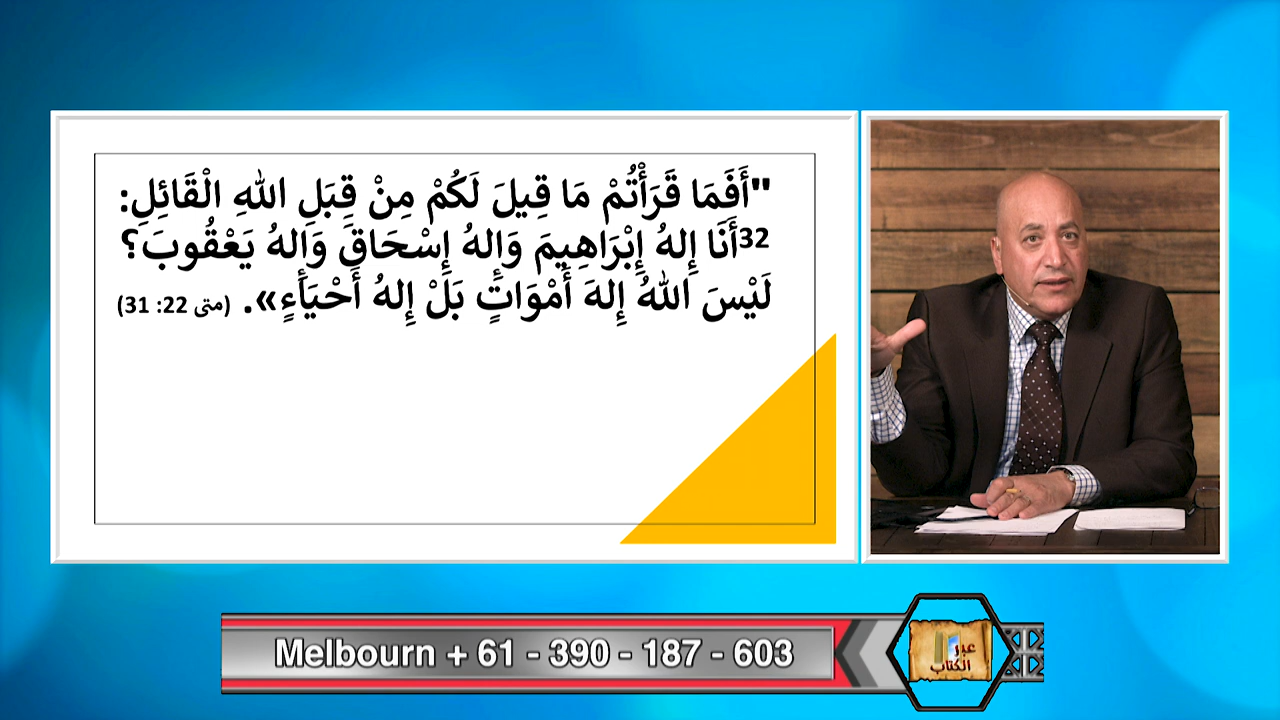 "أَفَمَا قَرَأْتُمْ مَا قِيلَ لَكُمْ مِنْ قِبَلِ اللهِ الْقَائِلِ:
32أَنَا إِلهُ إِبْرَاهِيمَ وَإِلهُ إِسْحَاقَ وَإِلهُ يَعْقُوبَ؟
لَيْسَ اللهُ إِلهَ أَمْوَاتٍ بَلْ إِلهُ أَحْيَاءٍ». (متى 22: 31)
Melbourn + 61 - 390 - 187 - 603
عبر
الكتاب